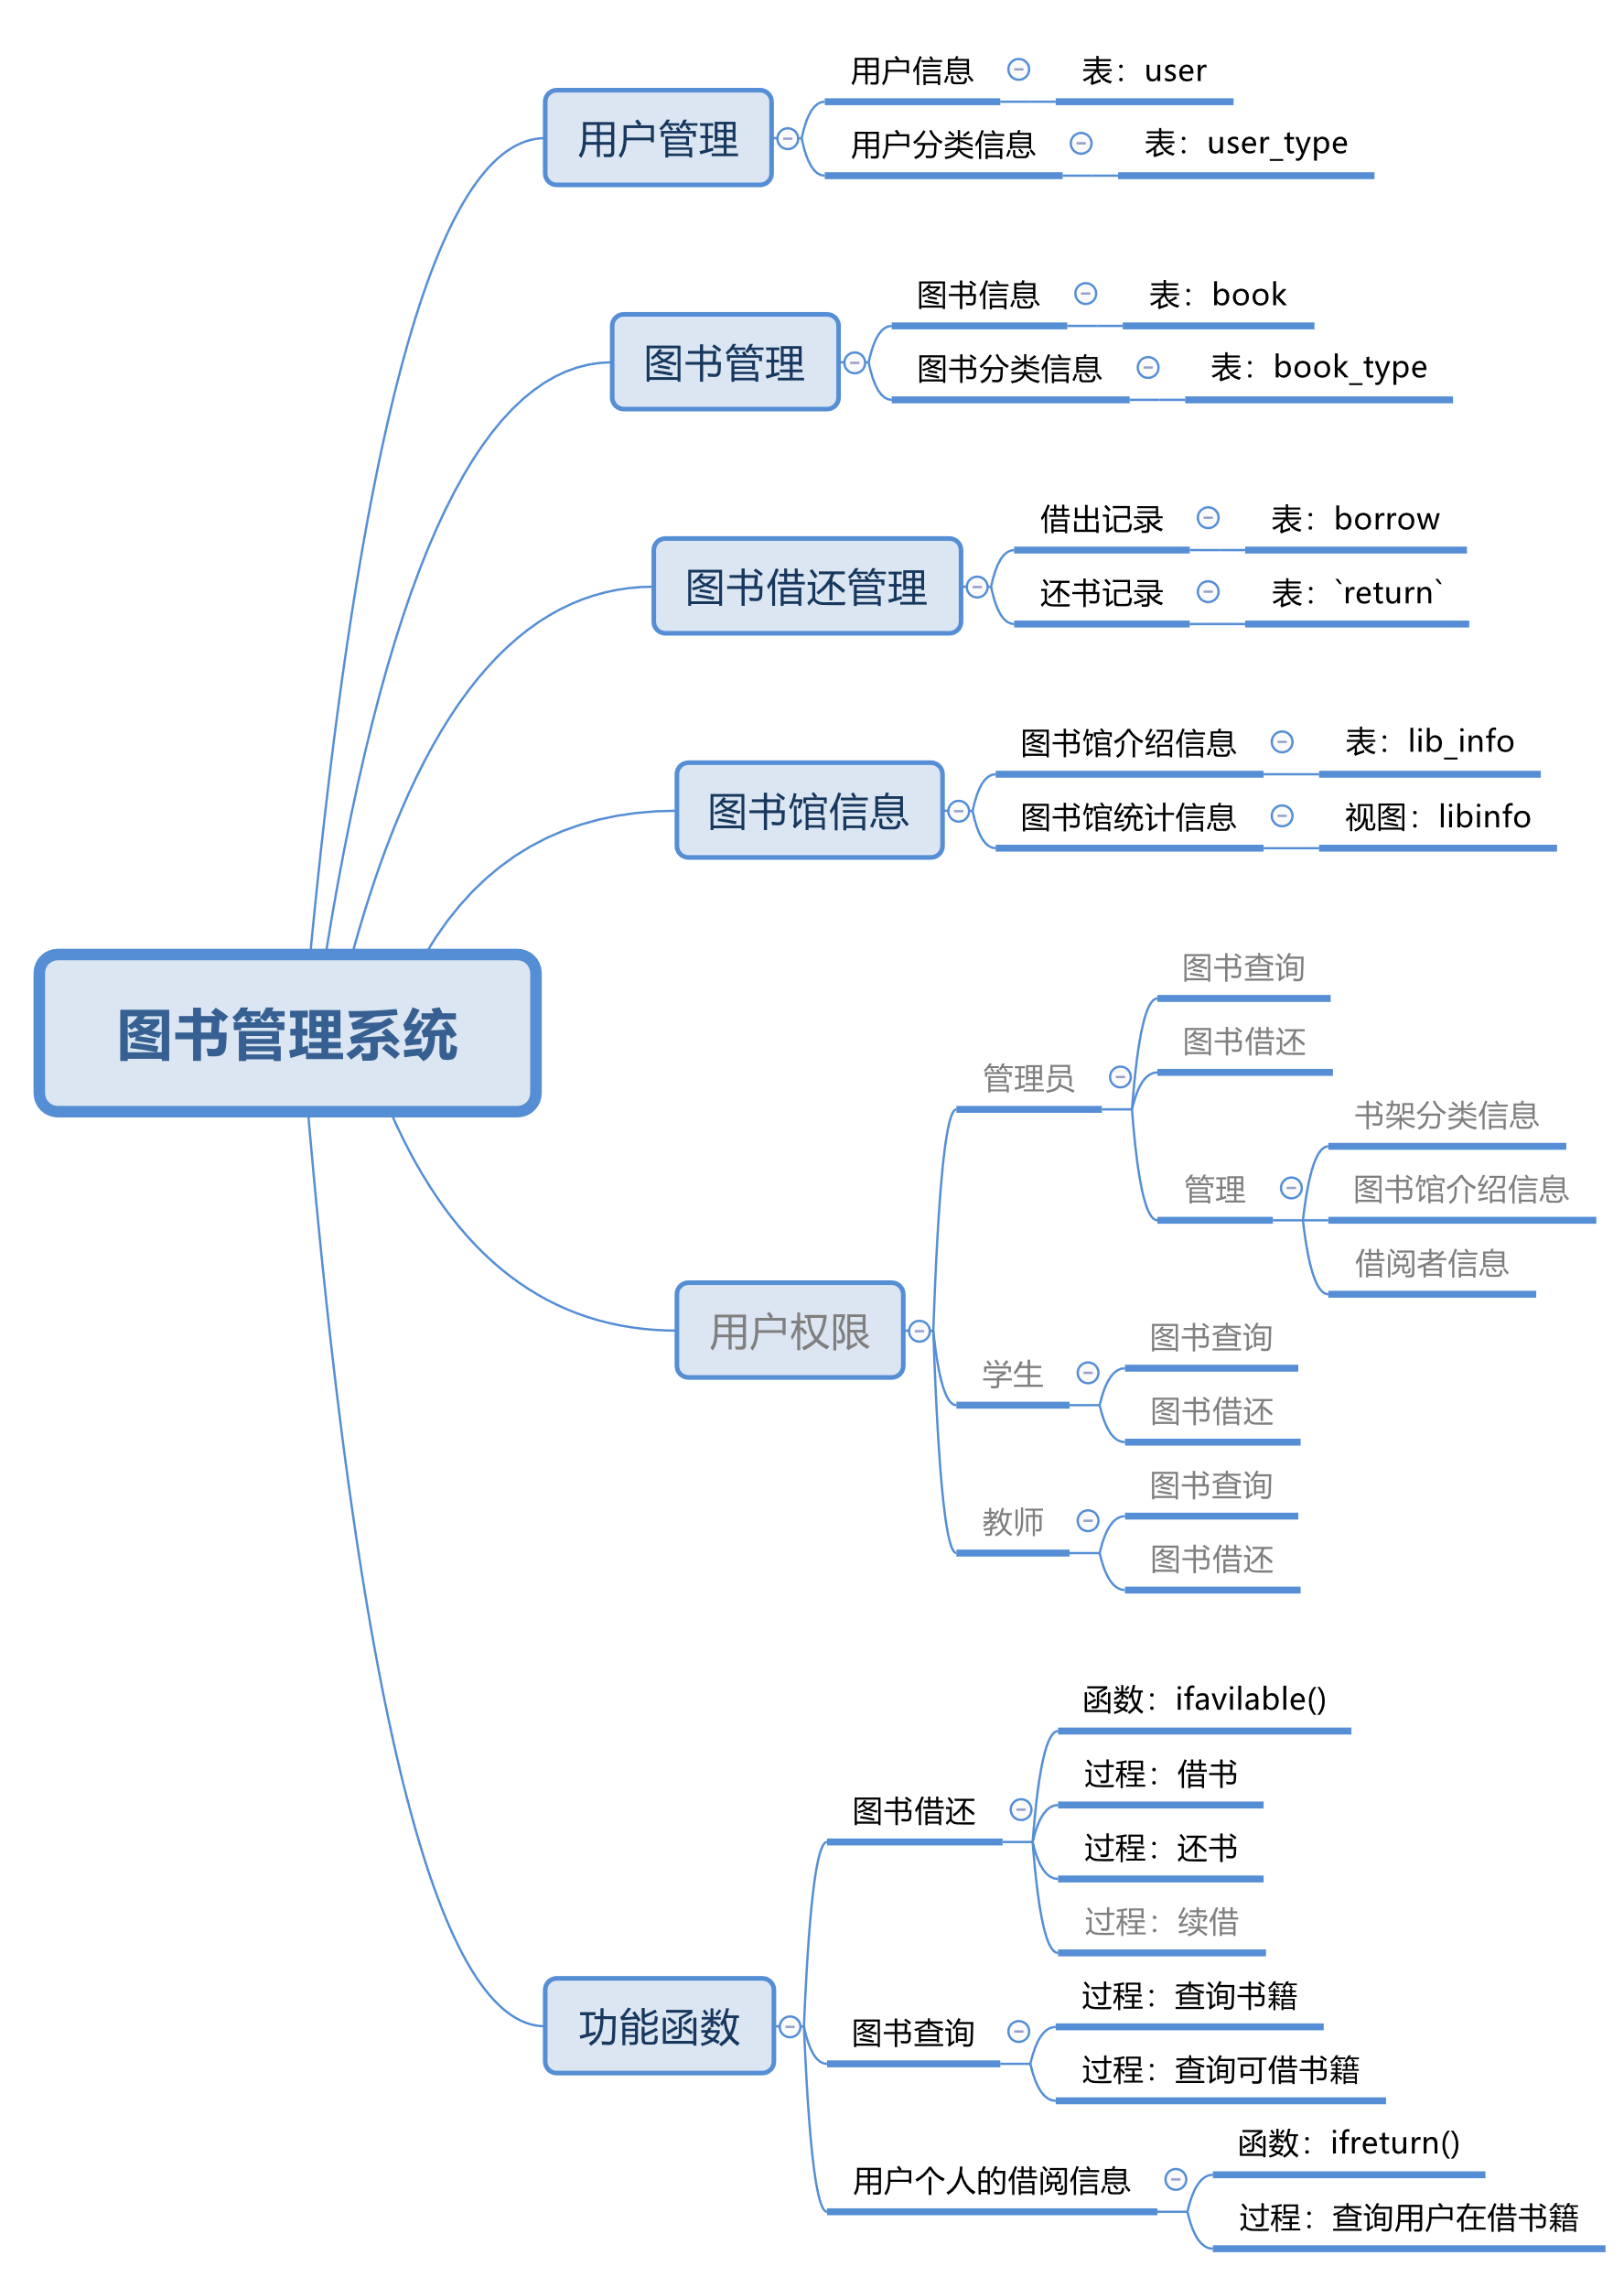 用户信息
表：user
用户管理
用户分类信息
表：user_type
图书信息
表：book
图书管理
图书分类信息
表：book_type
借出记录
表：borrow
图书借还管理
还书记录
表：`return`
图书馆介绍信息
表：lib_info
图书馆信息
图书馆统计信息
视图：libinfo
图书管理系统
图书查询
图书借还
管理员
书架分类信息
管理
图书馆介绍信息
借阅者信息
用户权限
图书查询
学生
图书借还
图书查询
教师
图书借还
函数：ifavilable()
过程：借书
图书借还
过程：还书
过程：续借
过程：查询书籍
功能函数
图书查询
过程：查询可借书籍
函数：ifreturn()
用户个人的借阅信息
过程：查询用户在借书籍